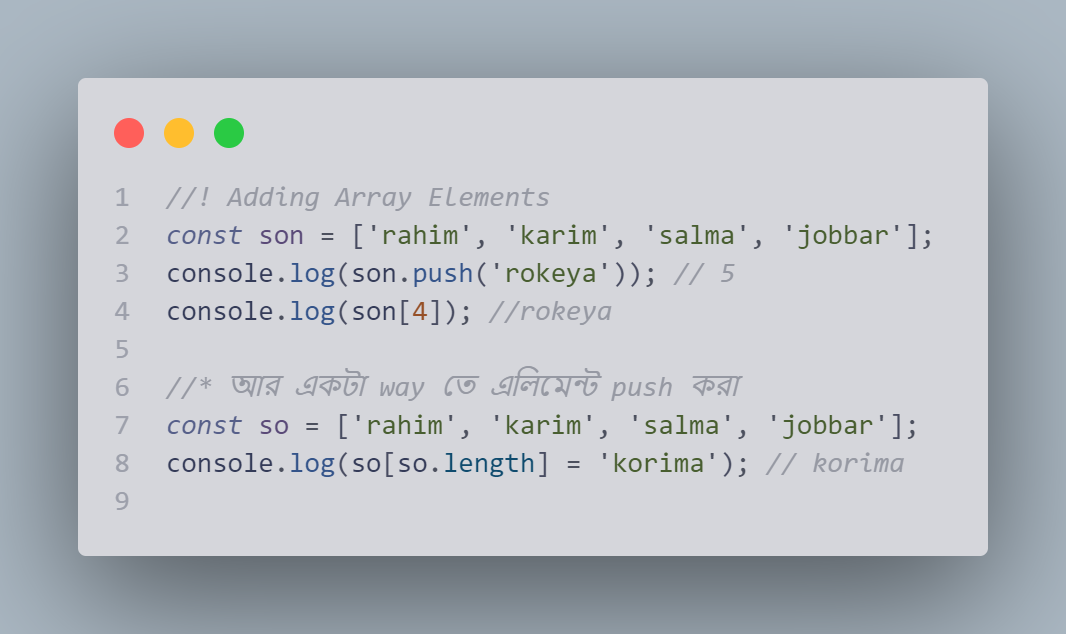 1 //! Adding Array Elements
2 const son = ['rahim', 'karim', 'salma', 'jobbar'];
3 console.log(son.push('rokeya')); // 5
4 console.log(son[4]); //rokeya
5
6 //* আর একটা way তে এলিমেন্ট push করা
7 const so = ['rahim', 'karim', 'salma', 'jobbar'];
8 console.log(so[so.length] = 'korima'); // korima
9